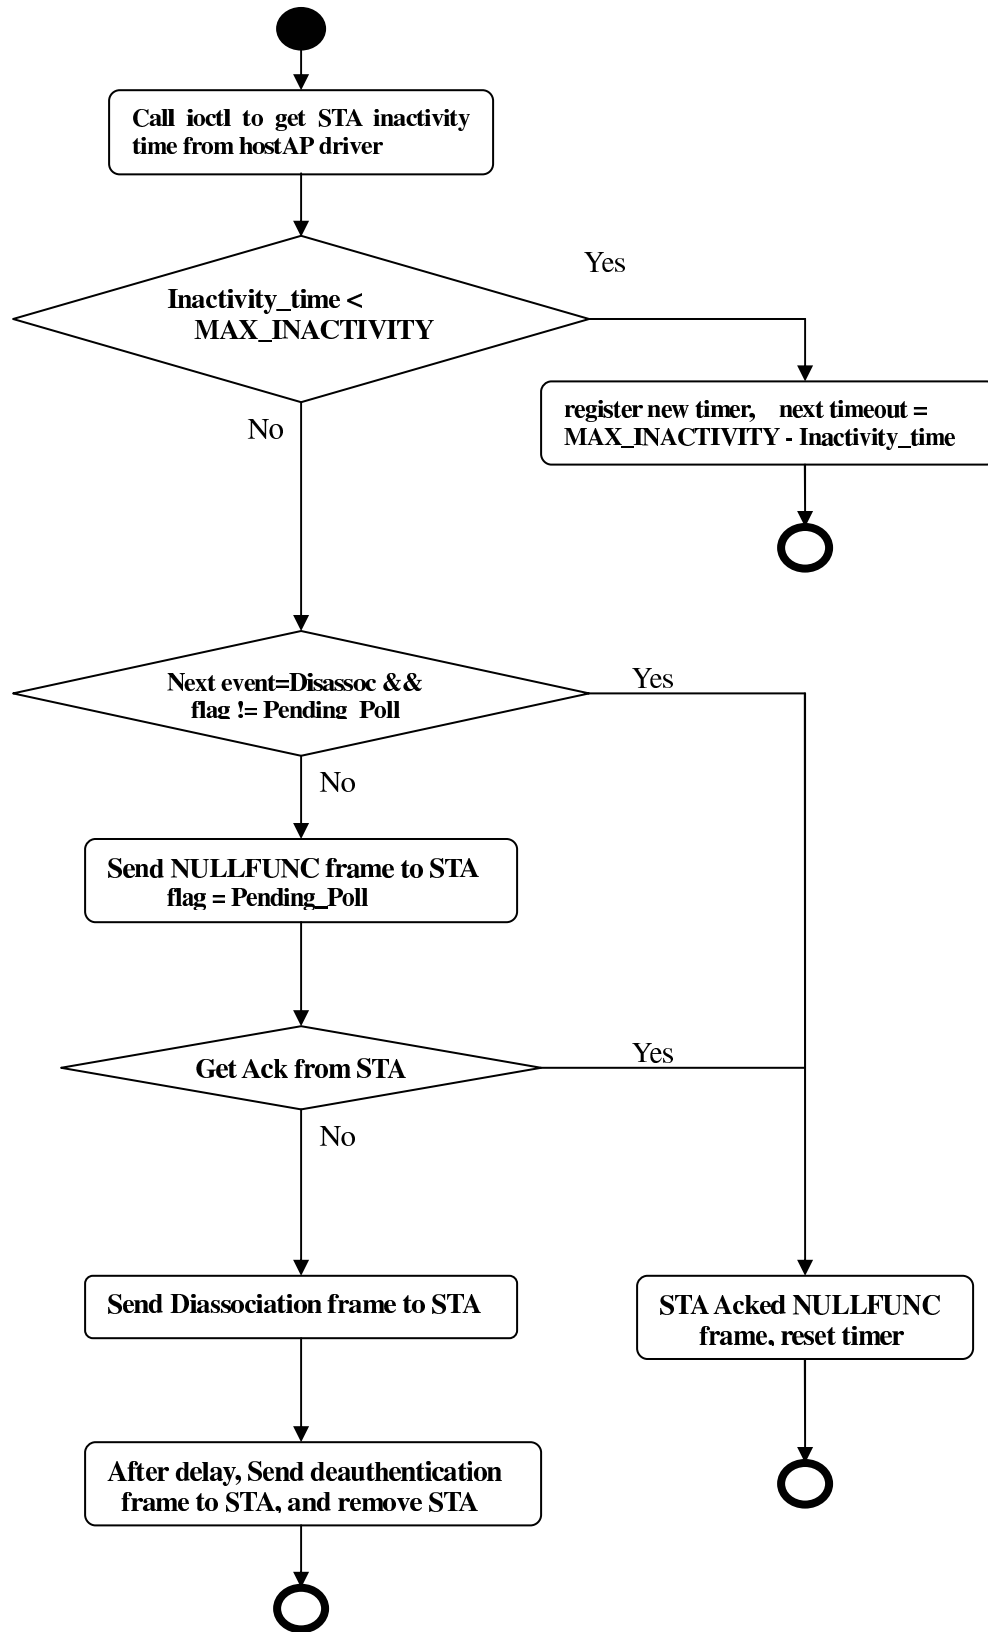 Call ioctl to get STA inactivity
time from hostAP driver
Yes
Inactivity_time <
MAX_INACTIVITY
register new timer, next timeout =
MAX_INACTIVITY - Inactivity_time
No
Next event=Disassoc &&
flag != Pending_Poll
Yes
No
Send NULLFUNC frame to STA
flag = Pending_Poll
Get Ack from STA
Yes
No
Send Diassociation frame to STA
STA Acked NULLFUNC
frame, reset timer
After delay, Send deauthentication
frame to STA, and remove STA